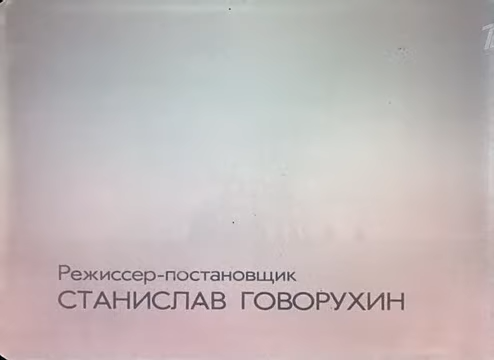 Режиссер-постановщик
СТАНИСЛАВ ГОВОРУХИН